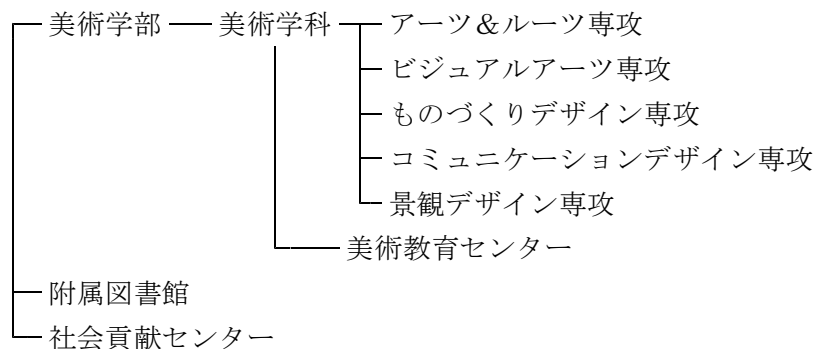 美術学部 美術学科 アーツ&ルーツ専攻
ビジュアルアーツ専攻
ものづくりデザイン専攻
コミュニケーションデザイン専攻
景観デザイン専攻
美術教育センター
附属図書館
社会貢献センター